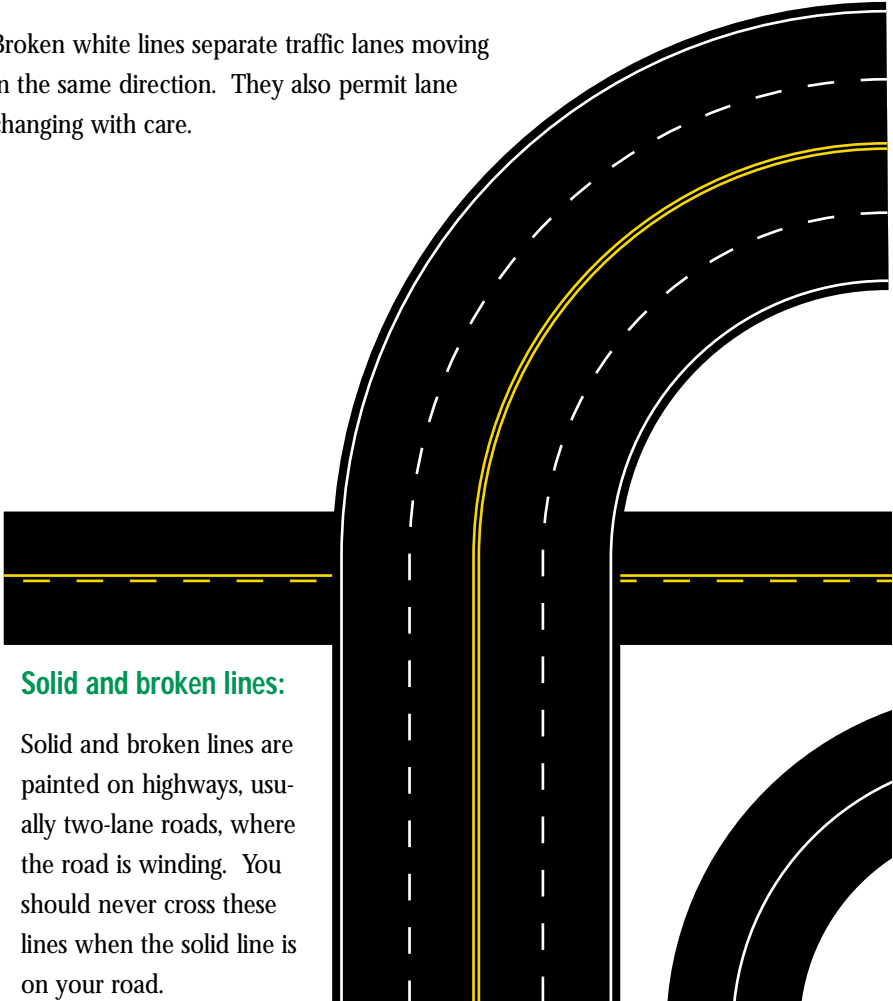 Broken white lines separate traffic lanes moving
in the same direction. They also permit lane
changing with care.
Solid and broken lines:
Solid and broken lines are
painted on highways, usu-
ally two-lane roads, where
the road is winding. You
should never cross these
lines when the solid line is
on your road.